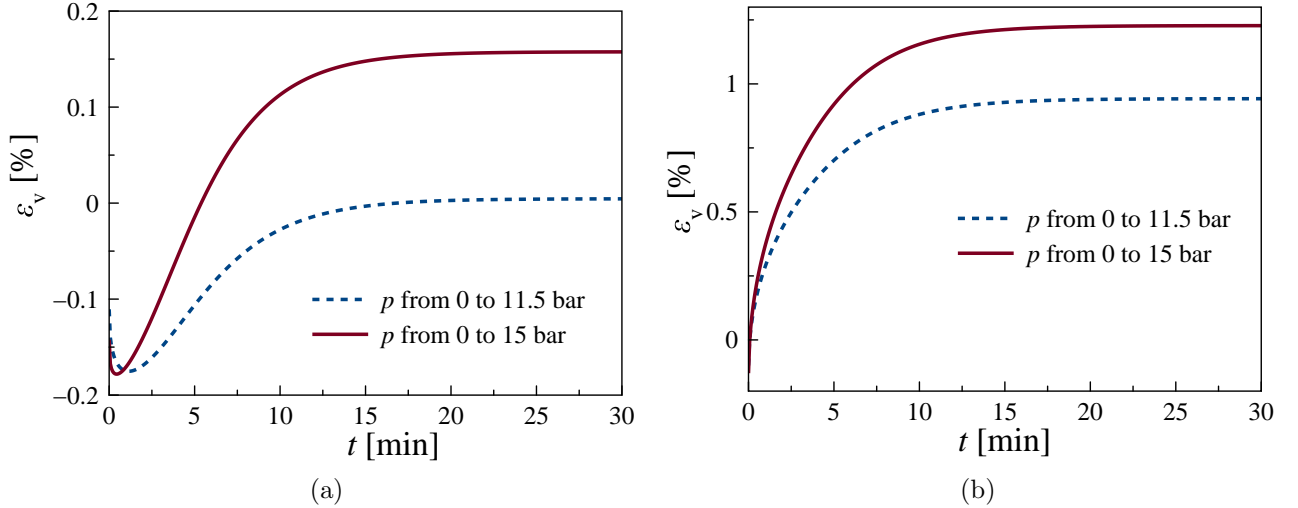 0.2
0.1
0
−0.1
−0.2
εv [%]
p from 0 to 11.5 bar
p from 0 to 15 bar
0 5 10 15 20 25 30
t [min]
(a)
1
0.5
0
εv [%]
p from 0 to 11.5 bar
p from 0 to 15 bar
0 5 10 15 20 25 30
t [min]
(b)